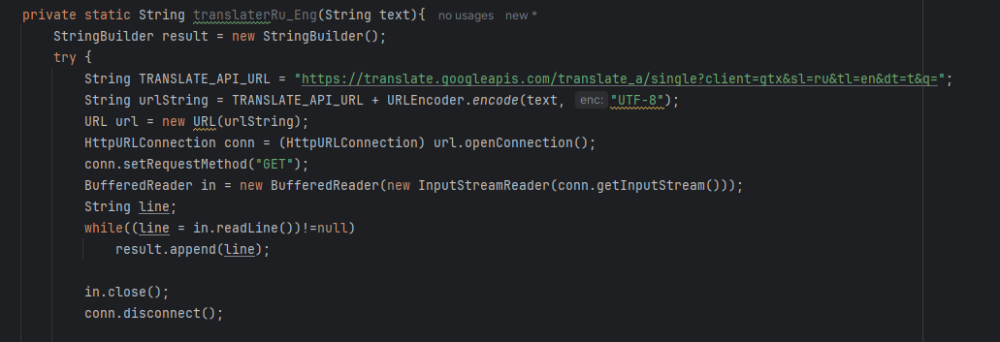 private static String translaterRu_Eng(String text){ no usages new *
StringBuilder result = new StringBuilder();
try {
String TRANSLATE_API_URL = "https://translate.googleapis.com/translate_a/single?client=gtx&sl=ru&tl=en&dt=t&q=";
String urlString = TRANSLATE_API_URL + URLEncoder.encode(text, enc: "UTF-8");
URL url = new URL(urlString);
HttpURLConnection conn = (HttpURLConnection) url.openConnection();
conn.setRequestMethod("GET");
BufferedReader in = new BufferedReader(new InputStreamReader(conn.getInputStream()));
String line;
while((line = in.readLine())!=null)
result.append(line);
in.close();
conn.disconnect();